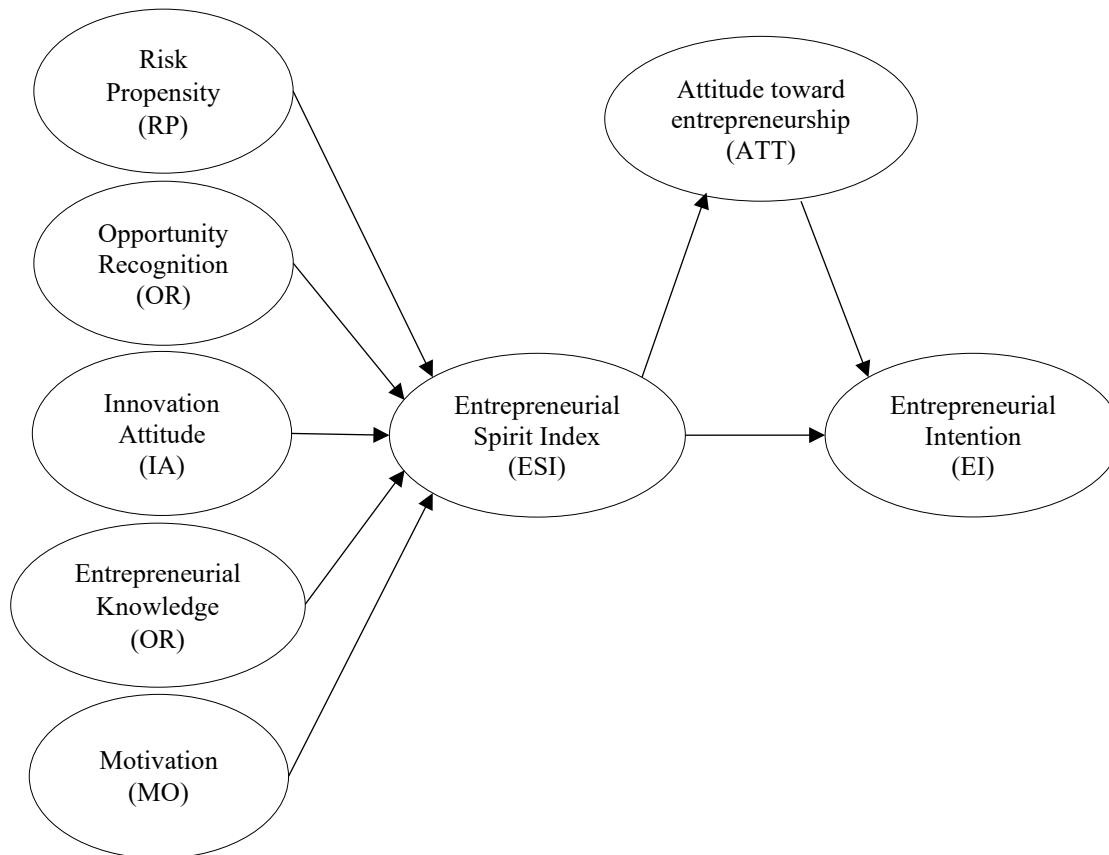 Risk
Propensity
(RP)
Opportunity
Recognition
(OR)
Innovation
Attitude
(IA)
Entrepreneurial
Knowledge
(OR)
Motivation
(MO)
Entrepreneurial
Spirit Index
(ESI)
Attitude toward
entrepreneurship
(ATT)
Entrepreneurial
Intention
(EI)